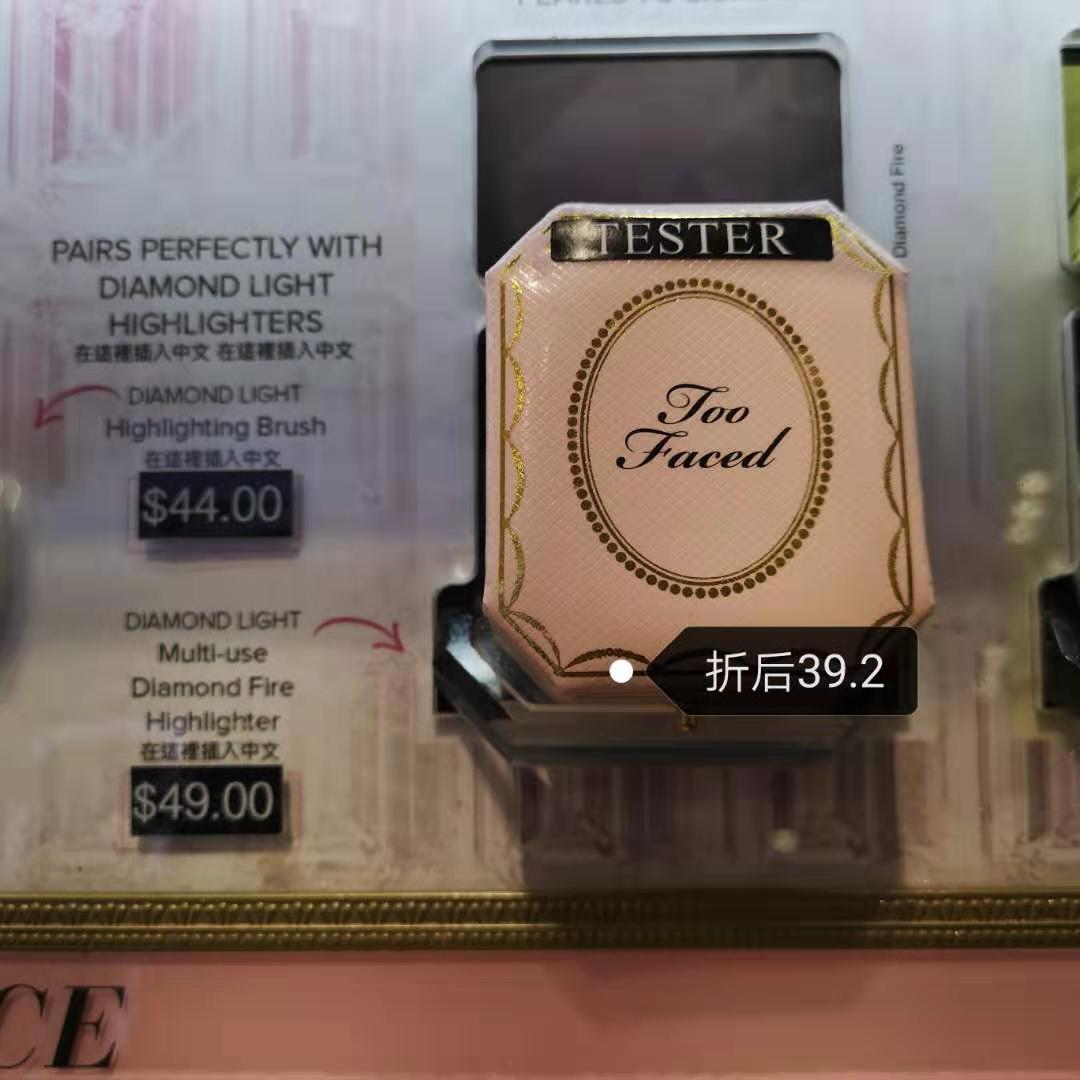 PAIRS PERFECTLY WITH
DIAMOND LIGHT
HIGHLIGHTERS
在這裡插入中文 在這裡插入中文
DIAMOND LIGHT
Highlighting Brush
在這裡插入中文
$44.00
DIAMOND LIGHT
Multi-use
Diamond Fire
Highlighter
在這裡插入中文
$49.00
TESTER
Too
Faced
折后39.2
Diamond Fire
CE